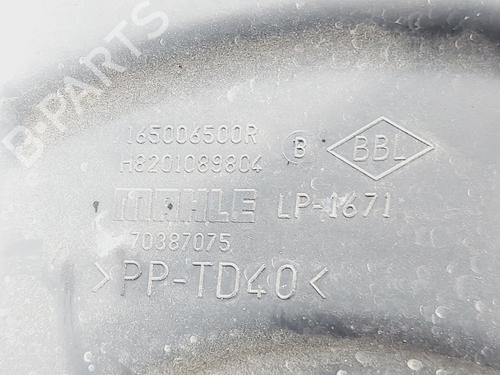 B-PARTS
165006500R
H8201089804 B BBL
MAHLE LP-1671
70387075
>PP-TD40<